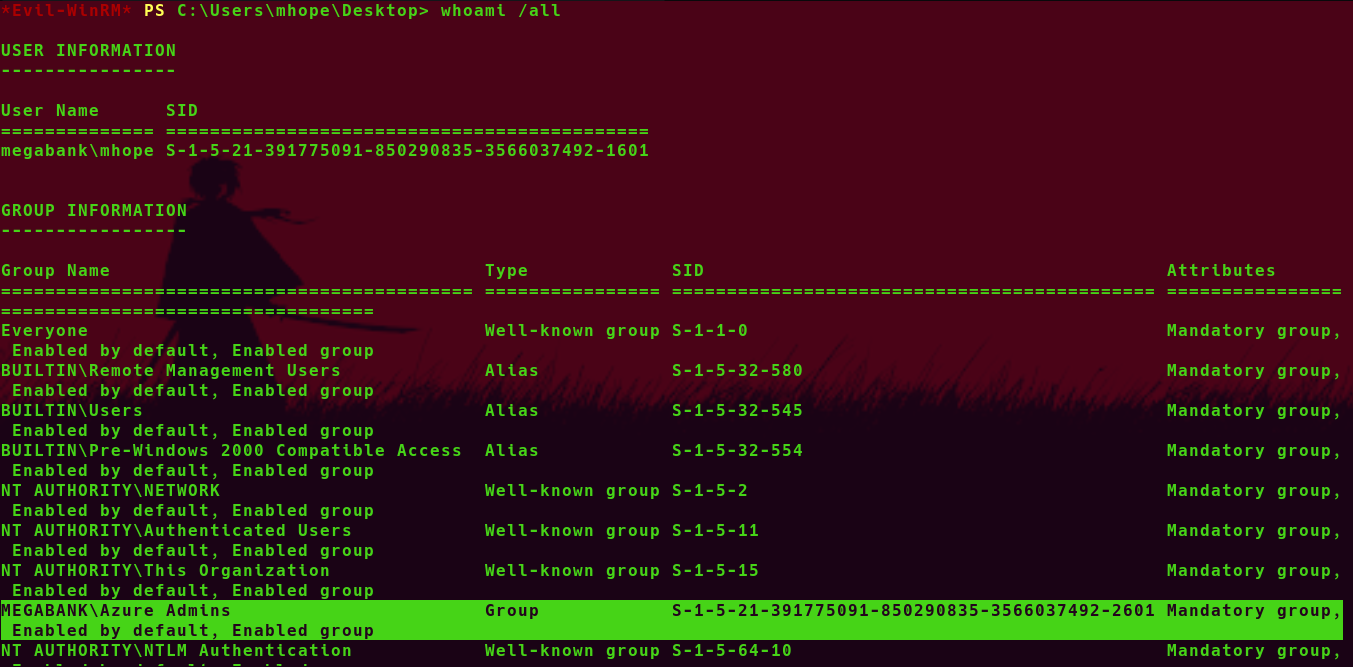 *Evil-WinRM* PS C:\Users\mhope\Desktop> whoami /all
USER INFORMATION
----------------
User Name      SID
============== ============================================
megabank\mhope S-1-5-21-391775091-850290835-3566037492-1601
GROUP INFORMATION
-----------------
Group Name                                  Type             SID                                          Attributes
=========================================== ================ ============================================ ================
==================================
Everyone                                    Well-known group S-1-1-0                                      Mandatory group,
 Enabled by default, Enabled group
BUILTIN\Remote Management Users             Alias            S-1-5-32-580                                 Mandatory group,
 Enabled by default, Enabled group
BUILTIN\Users                               Alias            S-1-5-32-545                                 Mandatory group,
 Enabled by default, Enabled group
BUILTIN\Pre-Windows 2000 Compatible Access  Alias            S-1-5-32-554                                 Mandatory group,
 Enabled by default, Enabled group
NT AUTHORITY\NETWORK                        Well-known group S-1-5-2                                      Mandatory group,
 Enabled by default, Enabled group
NT AUTHORITY\Authenticated Users            Well-known group S-1-5-11                                     Mandatory group,
 Enabled by default, Enabled group
NT AUTHORITY\This Organization              Well-known group S-1-5-15                                     Mandatory group,
 Enabled by default, Enabled group
MEGABANK\Azure Admins                       Group            S-1-5-21-391775091-850290835-3566037492-2601 Mandatory group,
 Enabled by default, Enabled group
NT AUTHORITY\NTLM Authentication            Well-known group S-1-5-64-10                                  Mandatory group,